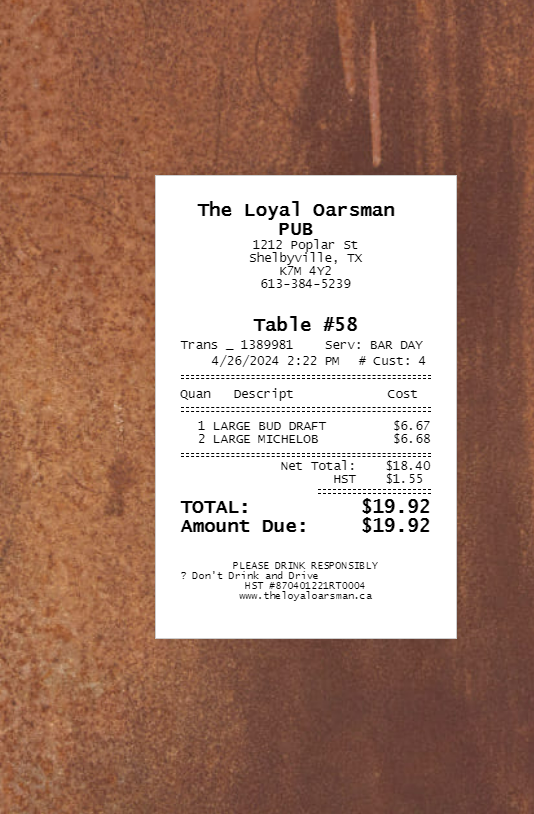 The Loyal Oarsman
PUB
1212 Poplar St
Shelbyville, TX
K7M 4Y2
613-384-5239
Table #58
Trans _ 1389981 Serv: BAR DAY
4/26/2024 2:22 PM # Cust: 4
Quan Descript Cost
1 LARGE BUD DRAFT $6.67
2 LARGE MICHELOB $6.68
Net Total: $18.40
HST $1.55
TOTAL: $19.92
Amount Due: $19.92
PLEASE DRINK RESPONSIBLY
? Don't Drink and Drive
HST #870401221RT0004
www.theloyaloarsman.ca